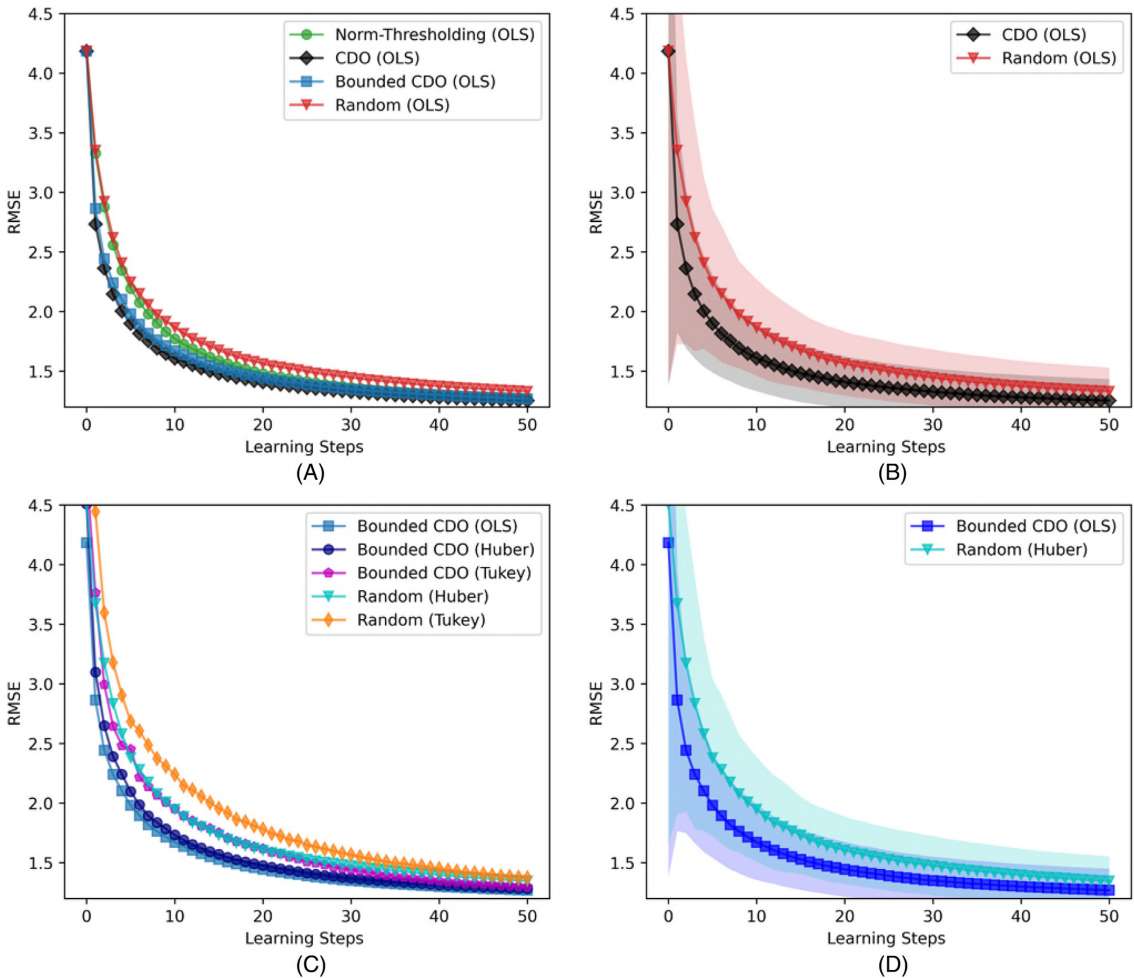 4.5
4.0
3.5
3.0
2.5
2.0
1.5
RMSE
Norm-Thresholding (OLS)
CDO (OLS)
Bounded CDO (OLS)
Random (OLS)
0 10 20 30 40 50
Learning Steps
(A)
4.5
4.0
3.5
3.0
2.5
2.0
1.5
RMSE
CDO (OLS)
Random (OLS)
0 10 20 30 40 50
Learning Steps
(B)
4.5
4.0
3.5
3.0
2.5
2.0
1.5
RMSE
Bounded CDO (OLS)
Bounded CDO (Huber)
Bounded CDO (Tukey)
Random (Huber)
Random (Tukey)
0 10 20 30 40 50
Learning Steps
(C)
4.5
4.0
3.5
3.0
2.5
2.0
1.5
RMSE
Bounded CDO (OLS)
Random (Huber)
0 10 20 30 40 50
Learning Steps
(D)